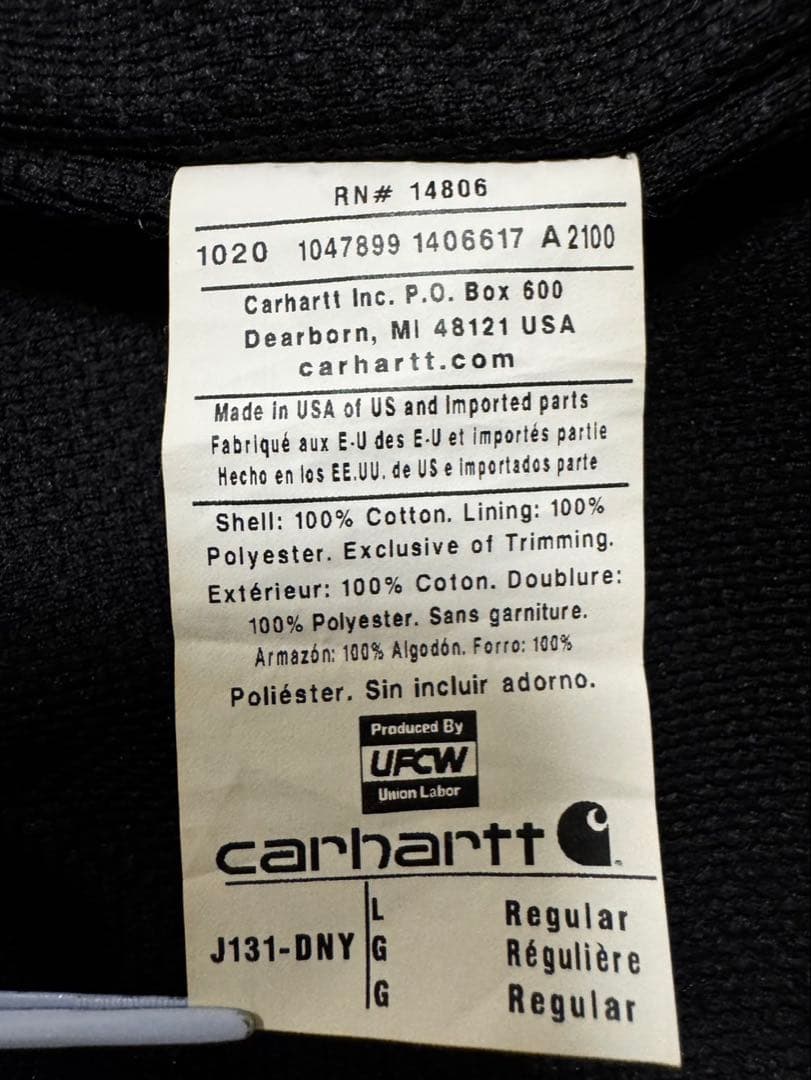 RN# 14806
1020 1047899 1406617 A 2100
Carhartt Inc. P.O. Box 600
Dearborn, MI 48121 USA
carhartt.com
Made in USA of US and Imported parts
Fabriqué aux E-U des E-U et importés partie
Hecho en los EE.UU. de US e importados parte
Shell: 100% Cotton. Lining: 100%
Polyester. Exclusive of Trimming.
Extérieur: 100% Coton. Doublure:
100% Polyester. Sans garniture.
Armazón: 100% Algodón. Forro: 100%
Poliéster. Sin incluir adorno.
Produced By
UFCW
Union Labor
carhartt
L Regular
J131-DNY G Régulière
G Regular